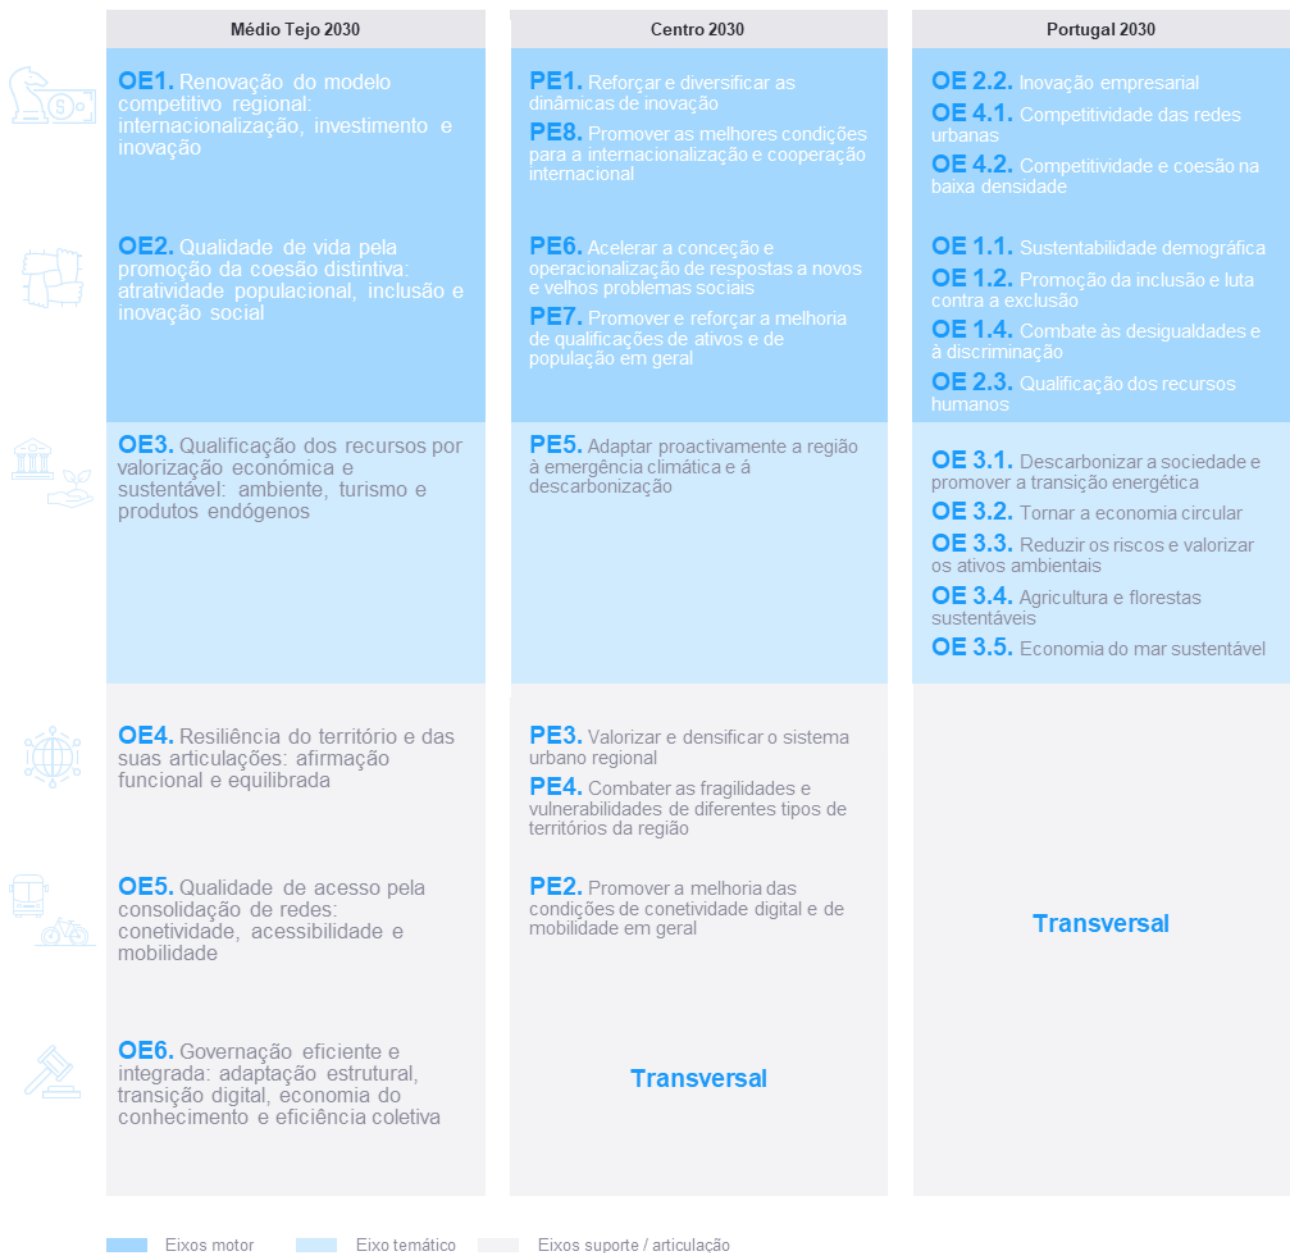 Médio Tejo 2030
Centro 2030
Portugal 2030
OE1. Renovação do modelo
competitivo regional:
internacionalização, investimento e
inovação
PE1. Reforçar e diversificar as
dinâmicas de inovação
PE8. Promover as melhores condições
para a internacionalização e cooperação
internacional
OE 2.2. Inovação empresarial
OE 4.1. Competitividade das redes
urbanas
OE 4.2. Competitividade e coesão na
baixa densidade
OE2. Qualidade de vida pela
promoção da coesão distintiva:
atratividade populacional, inclusão e
inovação social
PE6. Acelerar a conceção e
operacionalização de respostas a novos
e velhos problemas sociais
PE7. Promover e reforçar a melhoria
de qualificações de ativos e de
população em geral
OE 1.1. Sustentabilidade demográfica
OE 1.2. Promoção da inclusão e luta
contra a exclusão
OE 1.4. Combate às desigualdades e
à discriminação
OE 2.3. Qualificação dos recursos
humanos
OE3. Qualificação dos recursos por
valorização económica e
sustentável: ambiente, turismo e
produtos endógenos
PE5. Adaptar proactivamente a região
à emergência climática e á
descarbonização
OE 3.1. Descarbonizar a sociedade e
promover a transição energética
OE 3.2. Tornar a economia circular
OE 3.3. Reduzir os riscos e valorizar
os ativos ambientais
OE 3.4. Agricultura e florestas
sustentáveis
OE 3.5. Economia do mar sustentável
OE4. Resiliência do território e das
suas articulações: afirmação
funcional e equilibrada
PE3. Valorizar e densificar o sistema
urbano regional
PE4. Combater as fragilidades e
vulnerabilidades de diferentes tipos de
territórios da região
OE5. Qualidade de acesso pela
consolidação de redes:
conetividade, acessibilidade e
mobilidade
PE2. Promover a melhoria das
condições de conetividade digital e de
mobilidade em geral
Transversal
OE6. Governação eficiente e
integrada: adaptação estrutural,
transição digital, economia do
conhecimento e eficiência coletiva
Transversal
Eixos motor
Eixo temático
Eixos suporte / articulação